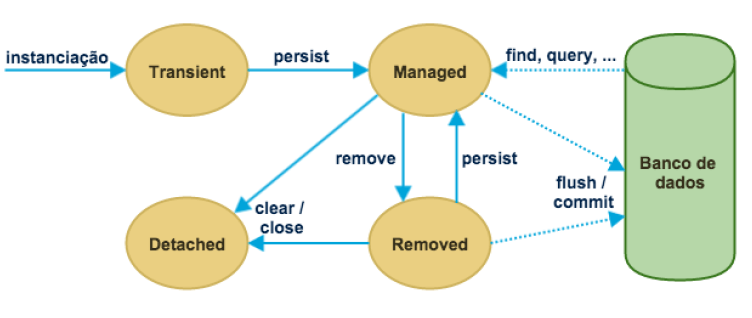 instanciação
Transient
persist
Managed
find, query, ...
remove
persist
Banco de
dados
flush /
commit
clear /
close
Detached
Removed